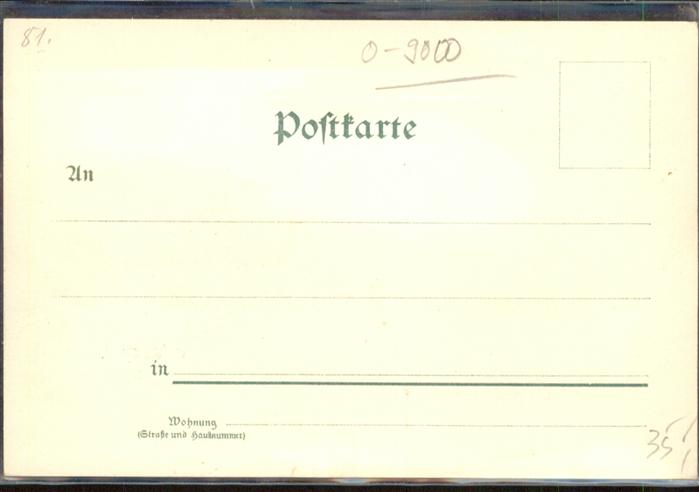 81.
O-9000
Postkarte
An
in
Wohnung
(Straße und Hausnummer)
35,-